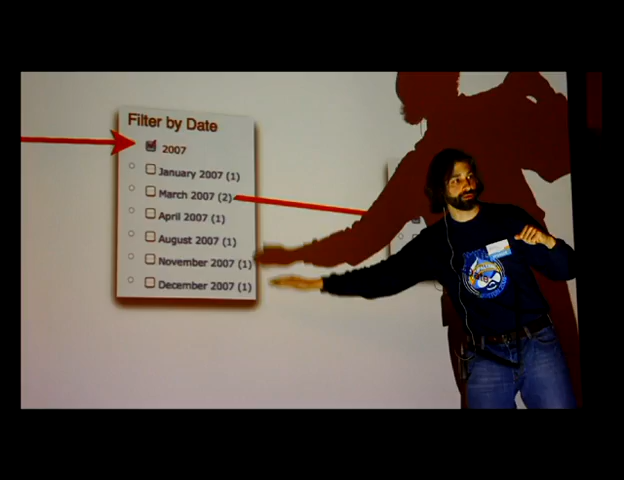 Filter by Date
2007
January 2007 (1)
March 2007 (2)
April 2007 (1)
August 2007 (1)
November 2007 (1)
December 2007 (1)